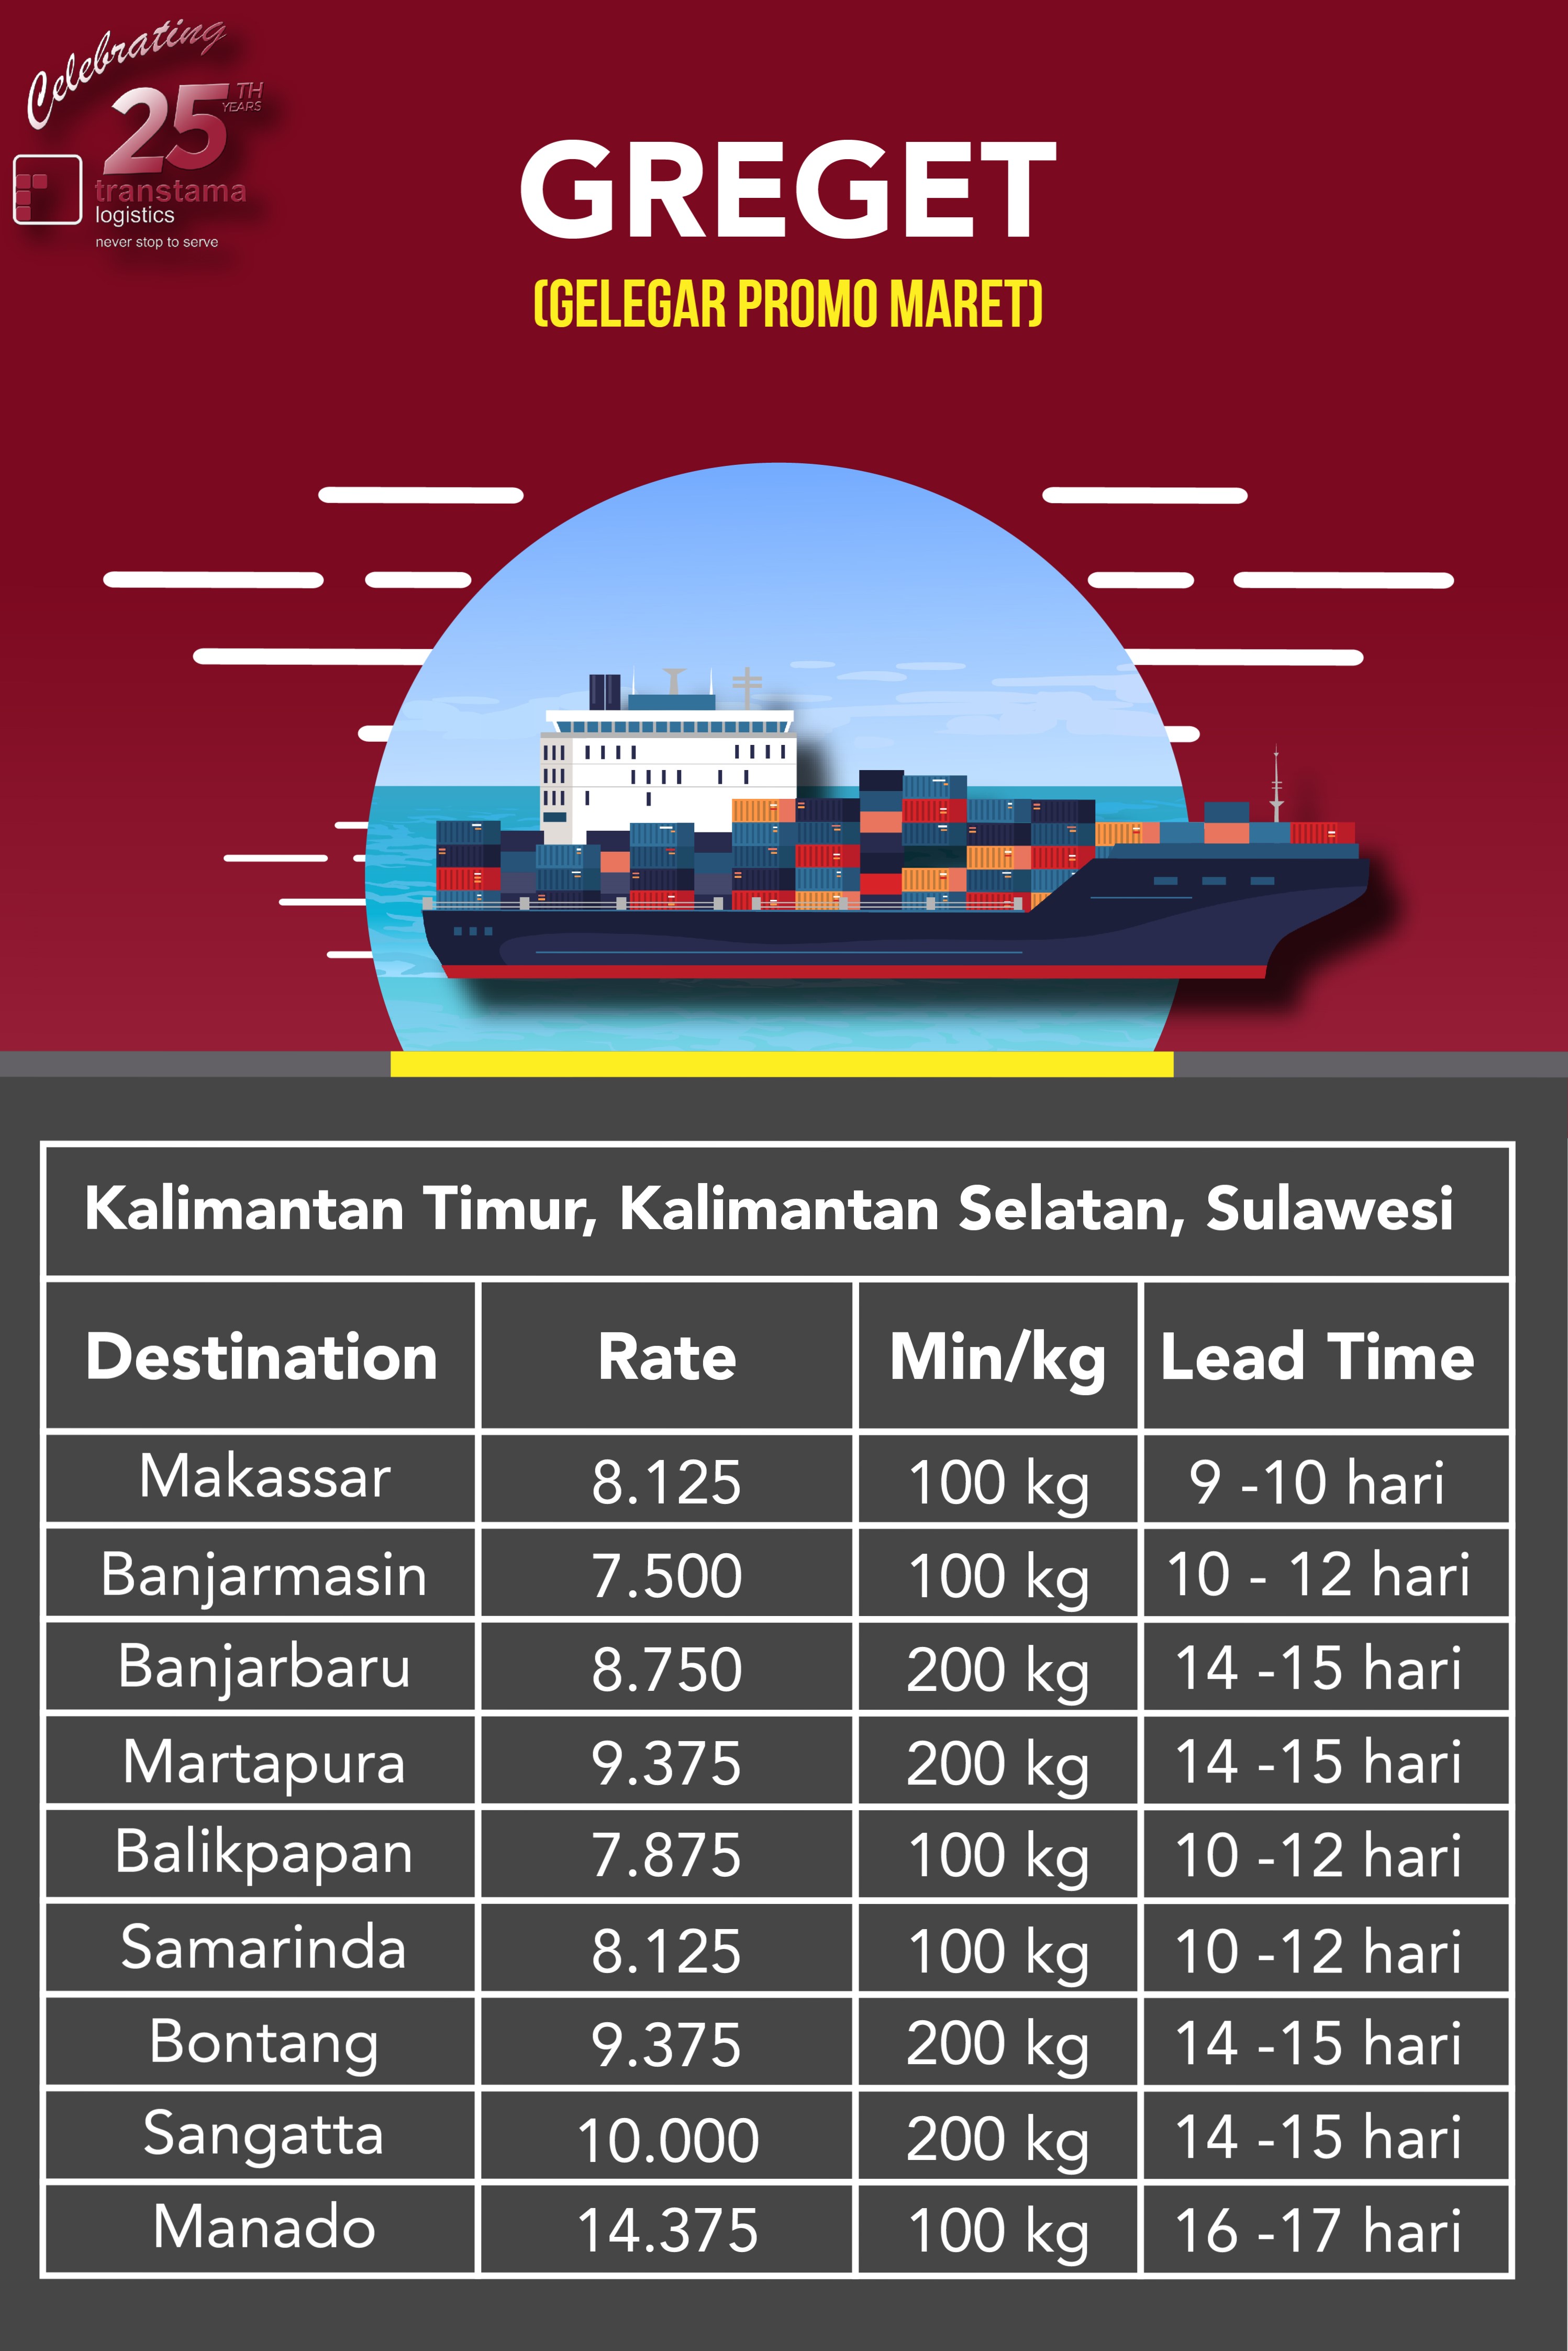 Celebrating
25 TH
YEARS
transtama
logistics
never stop to serve
GREGET
(GELEGAR PROMO MARET)
Kalimantan Timur, Kalimantan Selatan, Sulawesi
Destination Rate Min/kg Lead Time
Makassar 8.125 100 kg 9 -10 hari
Banjarmasin 7.500 100 kg 10 - 12 hari
Banjarbaru 8.750 200 kg 14 -15 hari
Martapura 9.375 200 kg 14 -15 hari
Balikpapan 7.875 100 kg 10 -12 hari
Samarinda 8.125 100 kg 10 -12 hari
Bontang 9.375 200 kg 14 -15 hari
Sangatta 10.000 200 kg 14 -15 hari
Manado 14.375 100 kg 16 -17 hari